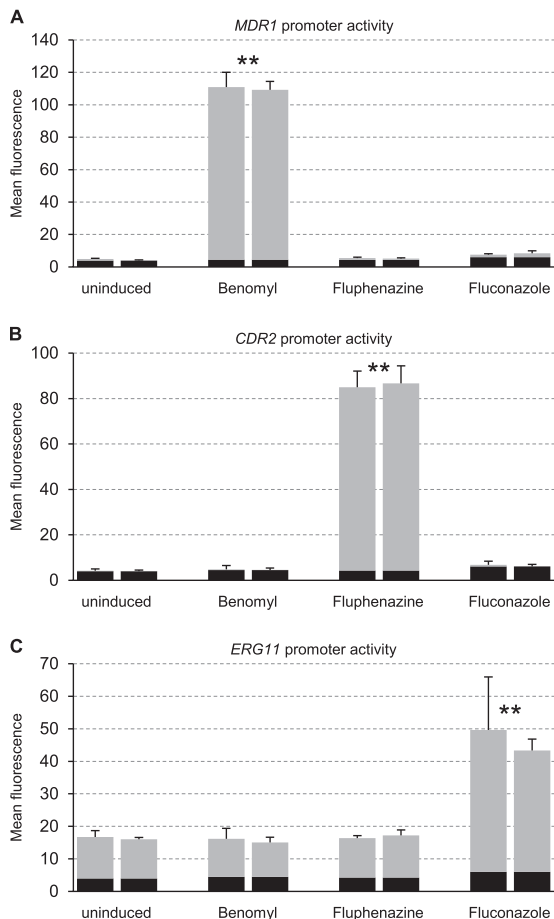 A
MDR1 promoter activity
Mean fluorescence
140
120
100
80
60
40
20
0
**
uninduced Benomyl Fluphenazine Fluconazole
B
CDR2 promoter activity
Mean fluorescence
100
80
60
40
20
0
**
uninduced Benomyl Fluphenazine Fluconazole
C
ERG11 promoter activity
Mean fluorescence
70
60
50
40
30
20
10
0
**
uninduced Benomyl Fluphenazine Fluconazole